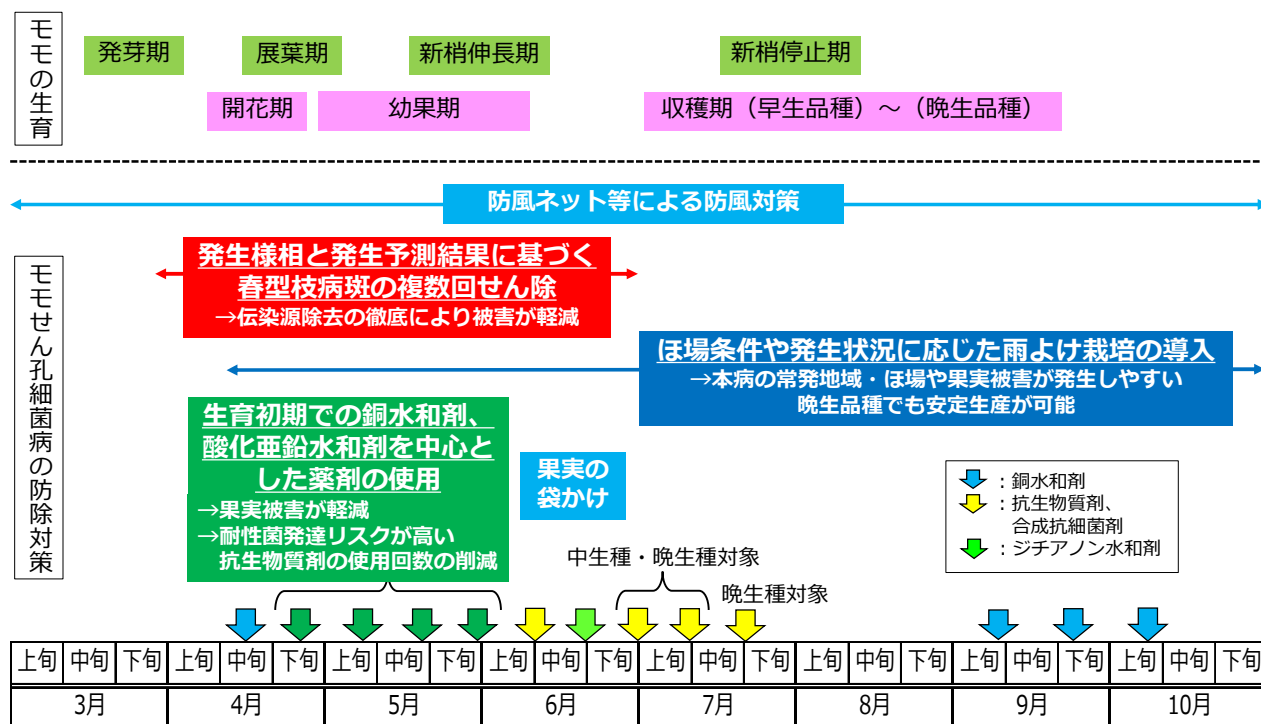 モモの生育
発芽期
展葉期
新梢伸長期
新梢停止期
開花期
幼果期
収穫期（早生品種）～（晩生品種）
モモせん孔細菌病の防除対策
防風ネット等による防風対策
発生様相と発生予測結果に基づく
春型枝病斑の複数回せん除
→伝染源除去の徹底により被害が軽減
ほ場条件や発生状況に応じた雨よけ栽培の導入
→本病の常発地域・ほ場や果実被害が発生しやすい
晩生品種でも安定生産が可能
生育初期での銅水和剤、
酸化亜鉛水和剤を中心と
した薬剤の使用
→果実被害が軽減
→耐性菌発達リスクが高い
抗生物質剤の使用回数の削減
果実の
袋かけ
：銅水和剤
：抗生物質剤、
合成抗細菌剤
：ジチアノン水和剤
中生種・晩生種対象
晩生種対象
上旬 中旬 下旬 上旬 中旬 下旬 上旬 中旬 下旬 上旬 中旬 下旬 上旬 中旬 下旬 上旬 中旬 下旬 上旬 中旬 下旬 上旬 中旬 下旬
3月 4月 5月 6月 7月 8月 9月 10月